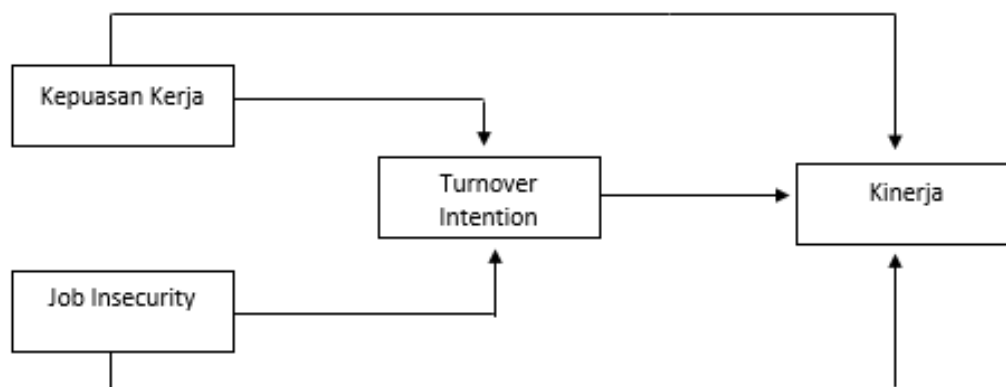 Kepuasan Kerja
Turnover
Intention
Kinerja
Job Insecurity